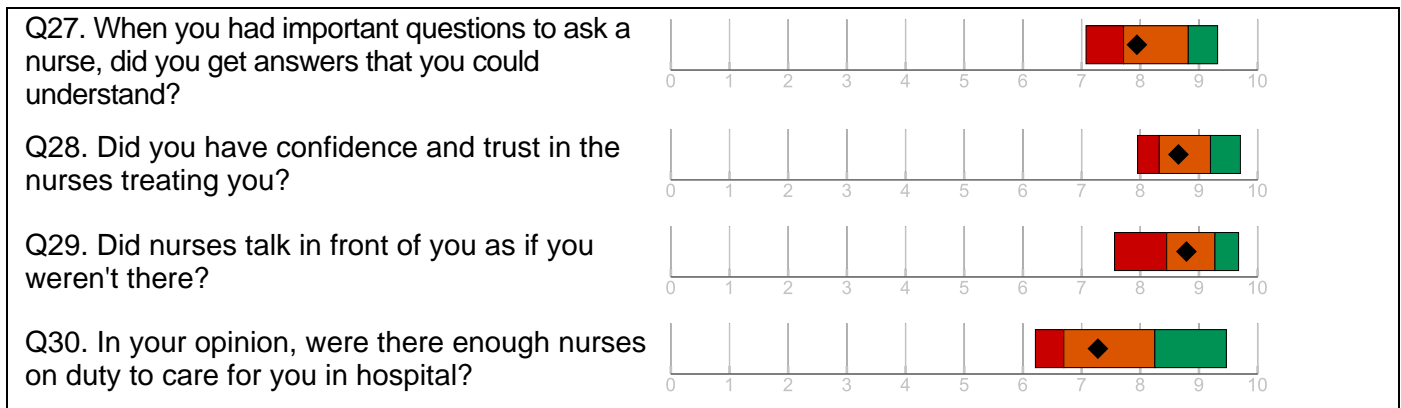 Q27. When you had important questions to ask a
nurse, did you get answers that you could
understand?
0 1 2 3 4 5 6 7 8 9 10
Q28. Did you have confidence and trust in the
nurses treating you?
0 1 2 3 4 5 6 7 8 9 10
Q29. Did nurses talk in front of you as if you
weren't there?
0 1 2 3 4 5 6 7 8 9 10
Q30. In your opinion, were there enough nurses
on duty to care for you in hospital?
0 1 2 3 4 5 6 7 8 9 10